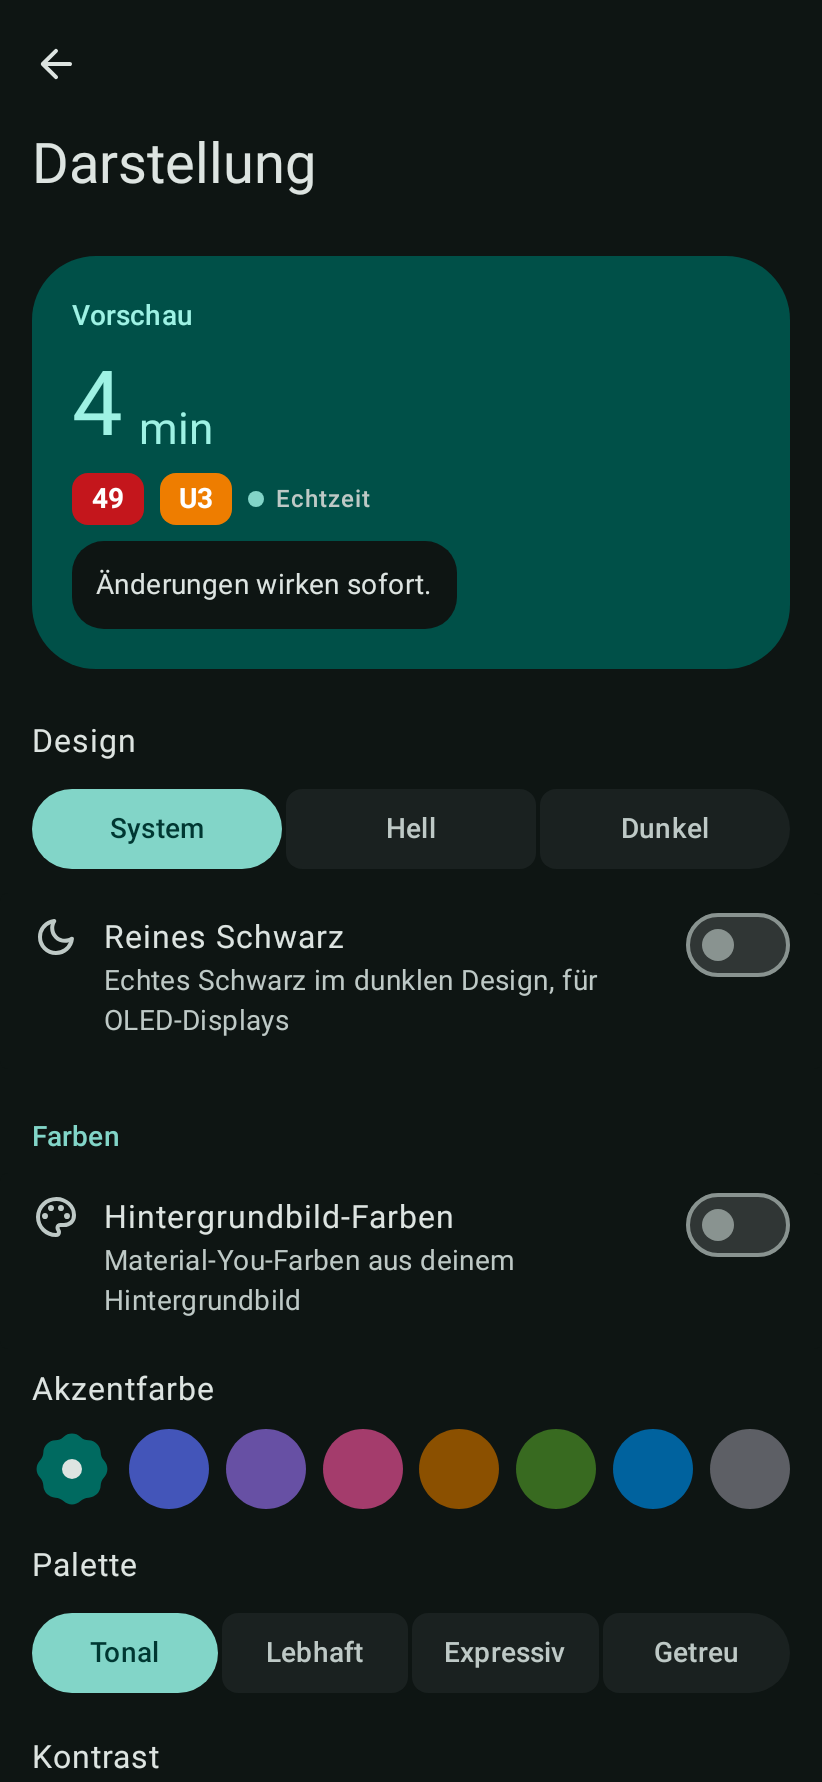 Darstellung
Vorschau
4 min
49 U3 Echtzeit
Änderungen wirken sofort.
Design
System Hell Dunkel
Reines Schwarz
Echtes Schwarz im dunklen Design, für
OLED-Displays
Farben
Hintergrundbild-Farben
Material-You-Farben aus deinem
Hintergrundbild
Akzentfarbe
Palette
Tonal Lebhaft Expressiv Getreu
Kontrast